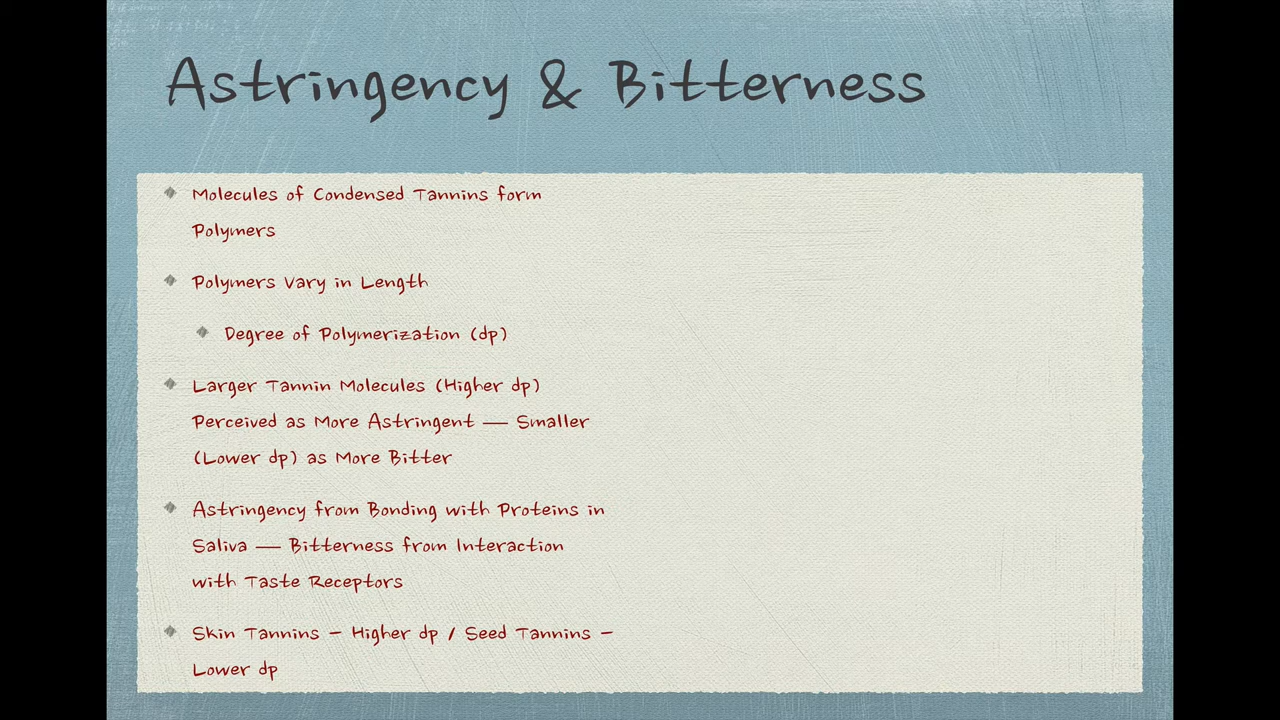 Astringency & Bitterness
Molecules of Condensed Tannins form
Polymers
Polymers Vary in Length
Degree of Polymerization (dp)
Larger Tannin Molecules (Higher dp)
Perceived as More Astringent — Smaller
(Lower dp) as More Bitter
Astringency from Bonding with Proteins in
Saliva — Bitterness from Interaction
with Taste Receptors
Skin Tannins - Higher dp / Seed Tannins -
Lower dp